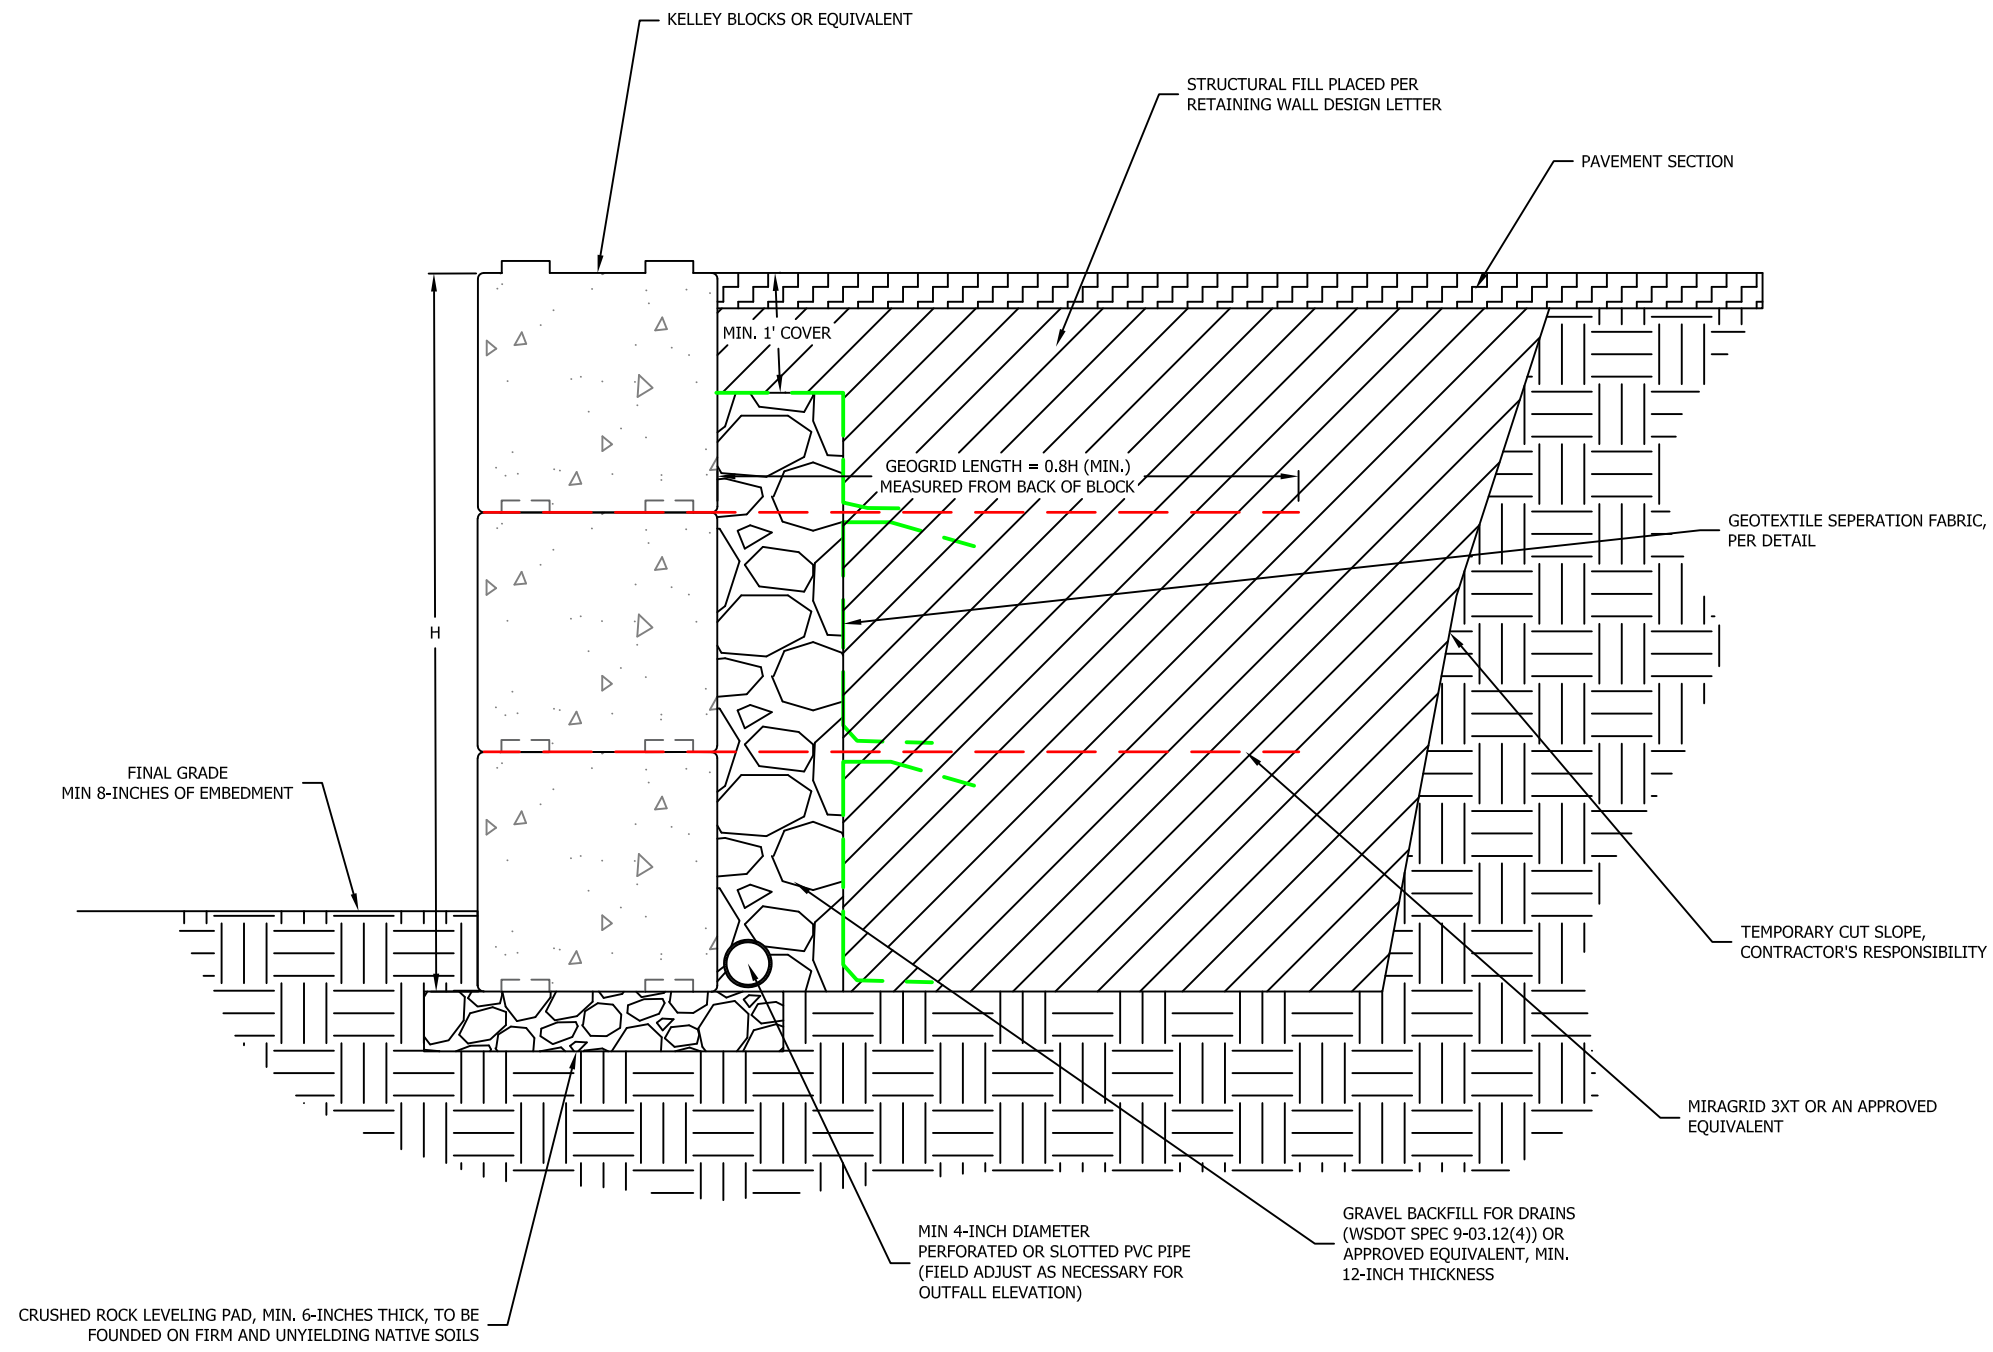 KELLEY BLOCKS OR EQUIVALENT
STRUCTURAL FILL PLACED PER
RETAINING WALL DESIGN LETTER
PAVEMENT SECTION
MIN. 1' COVER
GEOGRID LENGTH = 0.8H (MIN.)
MEASURED FROM BACK OF BLOCK
GEOTEXTILE SEPERATION FABRIC,
PER DETAIL
H
FINAL GRADE
MIN 8-INCHES OF EMBEDMENT
TEMPORARY CUT SLOPE,
CONTRACTOR'S RESPONSIBILITY
MIRAGRID 3XT OR AN APPROVED
EQUIVALENT
GRAVEL BACKFILL FOR DRAINS
(WSDOT SPEC 9-03.12(4)) OR
APPROVED EQUIVALENT, MIN.
12-INCH THICKNESS
MIN 4-INCH DIAMETER
PERFORATED OR SLOTTED PVC PIPE
(FIELD ADJUST AS NECESSARY FOR
OUTFALL ELEVATION)
CRUSHED ROCK LEVELING PAD, MIN. 6-INCHES THICK, TO BE
FOUNDED ON FIRM AND UNYIELDING NATIVE SOILS